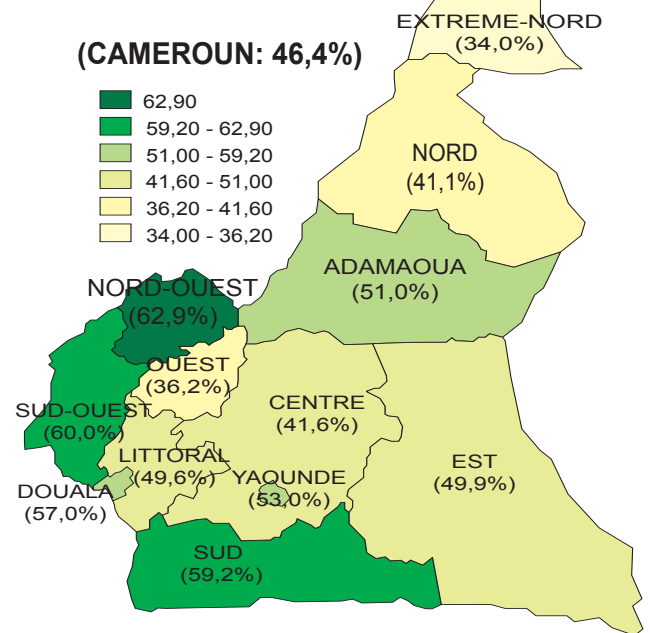 EXTREME-NORD
(34,0%)
(CAMEROUN: 46,4%)
62,90
59,20 - 62,90
51,00 - 59,20
41,60 - 51,00
36,20 - 41,60
34,00 - 36,20
NORD
(41,1%)
ADAMAOUA
(51,0%)
NORD-OUEST
(62,9%)
OUEST
(36,2%)
SUD-OUEST
(60,0%)
CENTRE
(41,6%)
LITTORAL
(49,6%)
YAOUNDE
(53,0%)
EST
(49,9%)
DOUALA
(57,0%)
SUD
(59,2%)